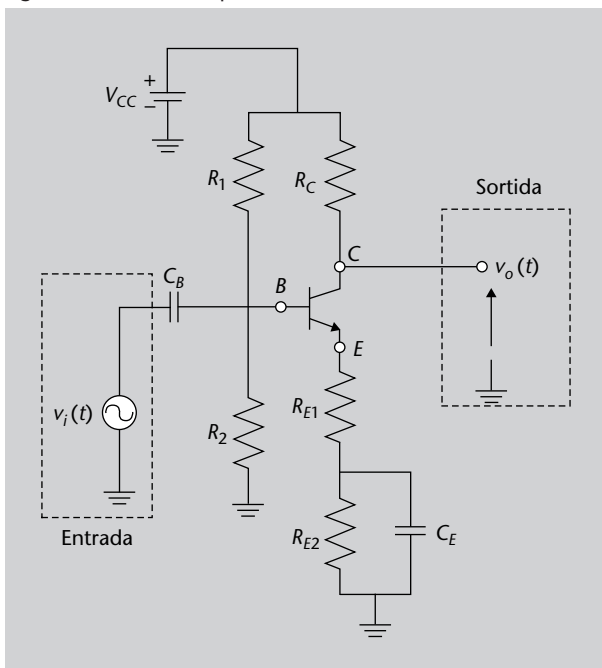 V_CC
+
–
R_1
R_C
Sortida
C
v_o(t)
C_B
B
E
v_i(t)
R_2
R_E1
Entrada
R_E2
C_E